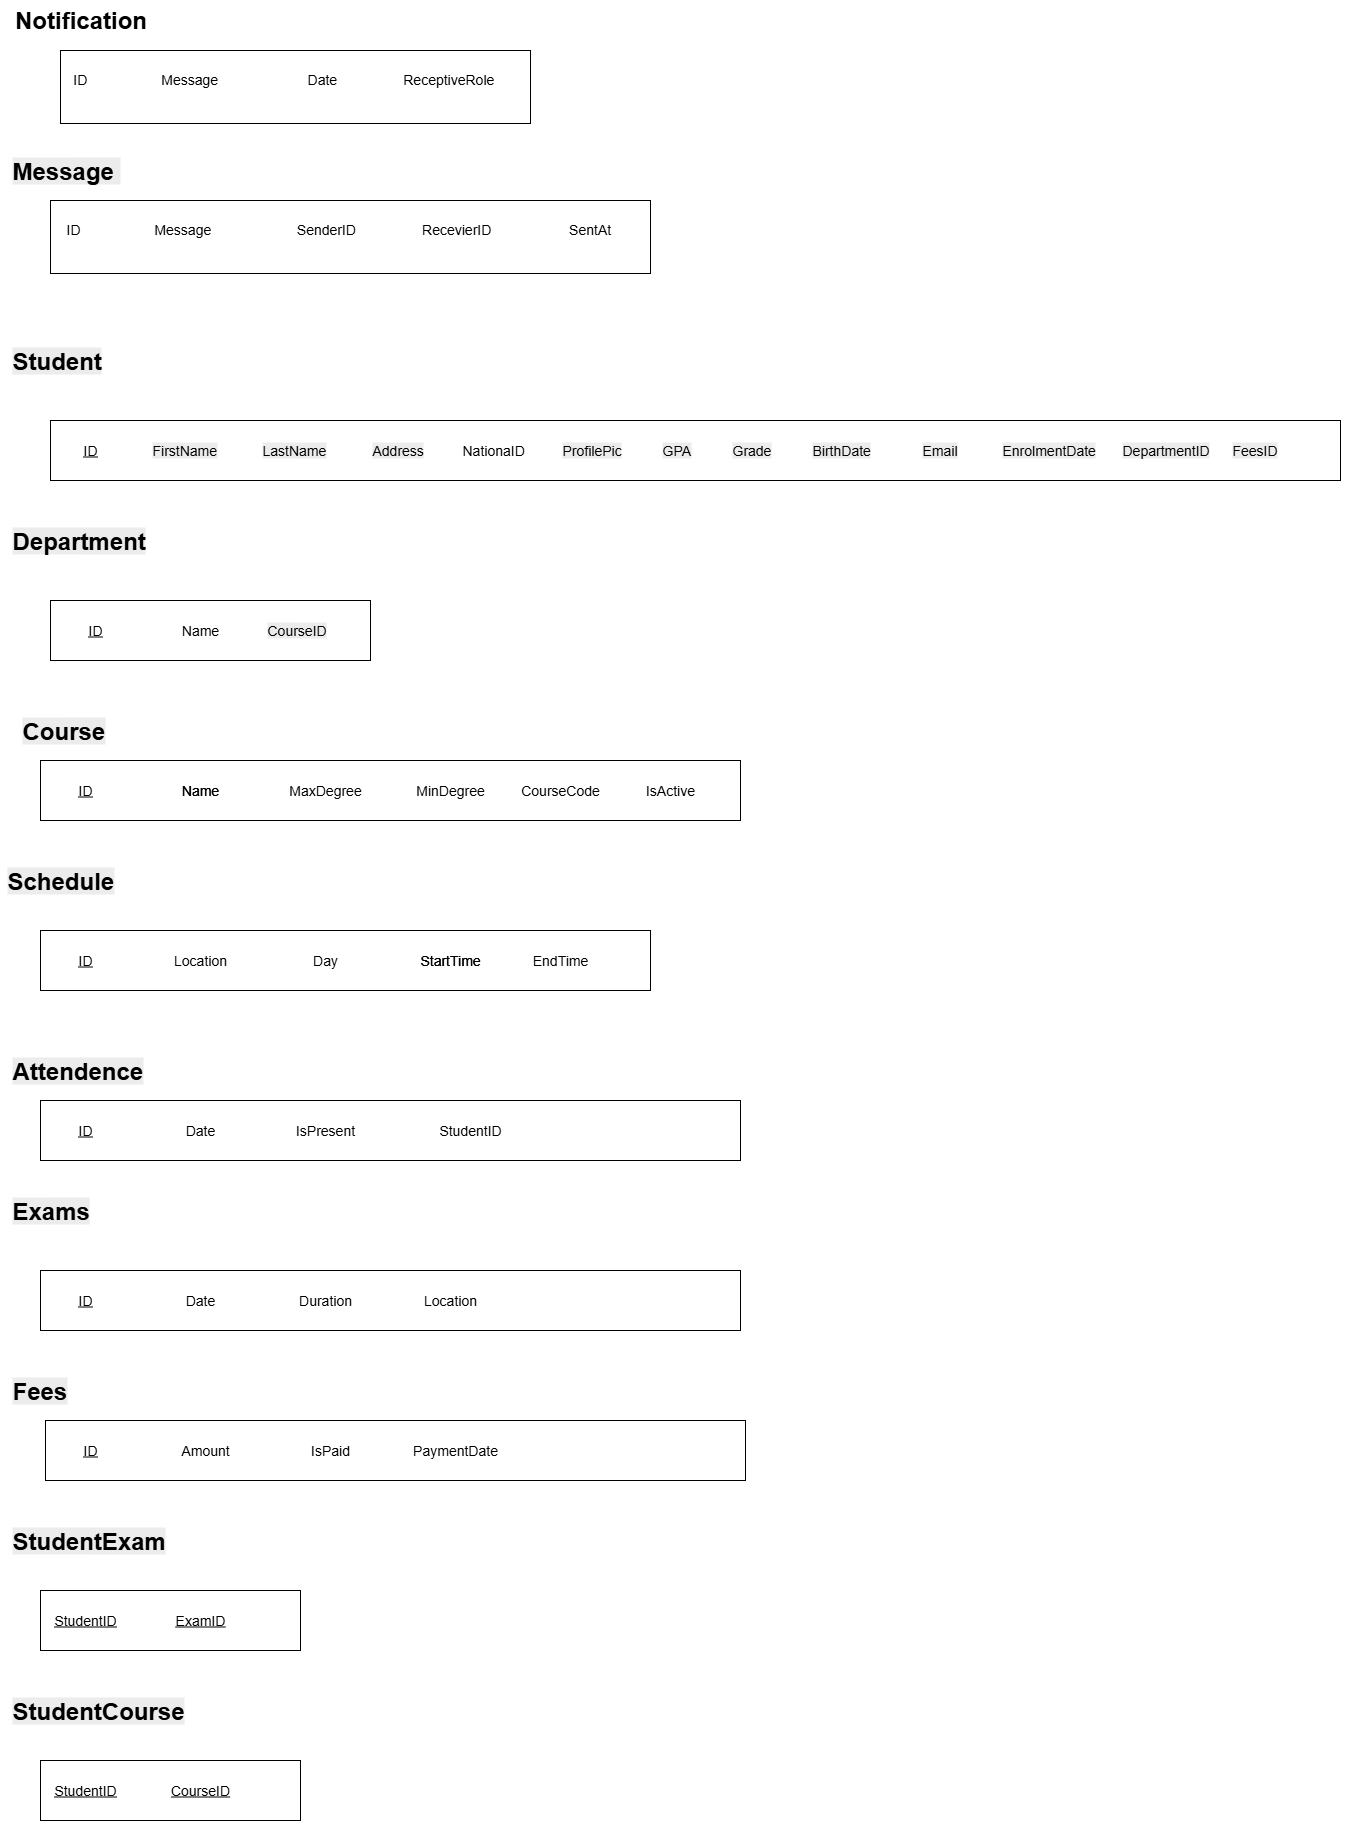 Notification
ID Message Date ReceptiveRole
Message
ID Message SenderID RecevierID SentAt
Student
ID FirstName LastName Address NationaID ProfilePic GPA Grade BirthDate Email EnrolmentDate DepartmentID FeesID
Department
ID Name CourseID
Course
ID Name MaxDegree MinDegree CourseCode IsActive
Schedule
ID Location Day StartTime EndTime
Attendence
ID Date IsPresent StudentID
Exams
ID Date Duration Location
Fees
ID Amount IsPaid PaymentDate
StudentExam
StudentID ExamID
StudentCourse
StudentID CourseID